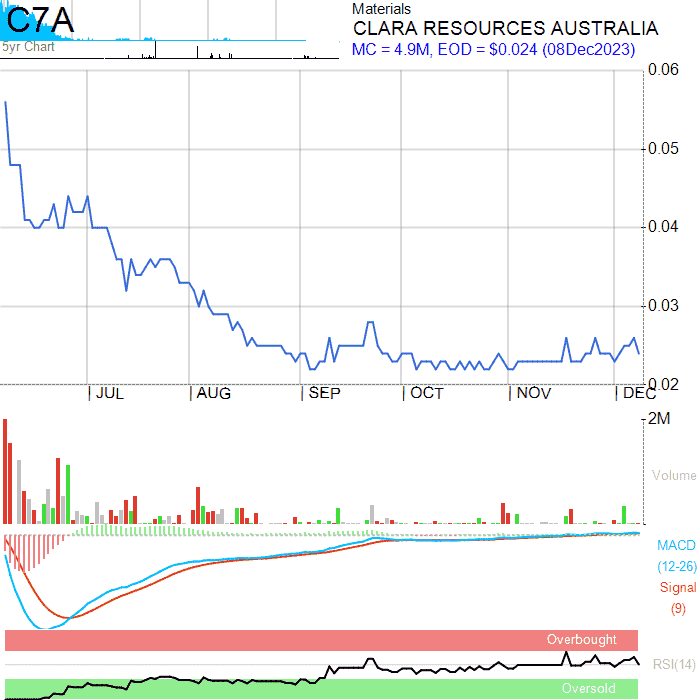 C7A
5yr Chart
Materials
CLARA RESOURCES AUSTRALIA
MC = 4.9M, EOD = $0.024 (08Dec2023)
0.06
0.05
0.04
0.03
0.02
JUL AUG SEP OCT NOV DEC
2M
Volume
MACD
(12-26)
Signal
(9)
Overbought
RSI(14)
Oversold